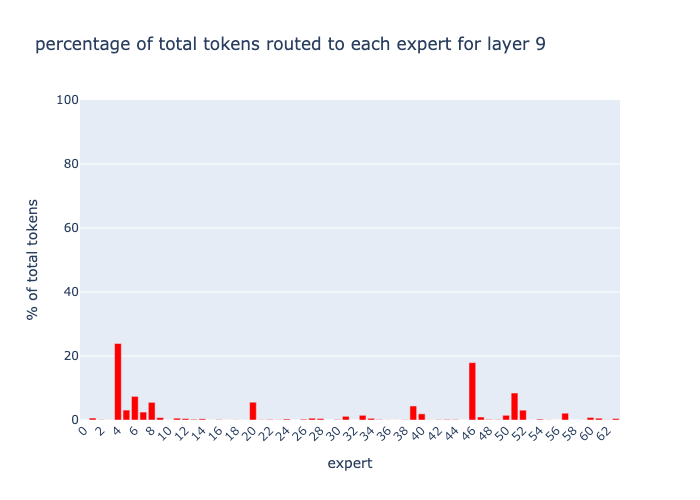 percentage of total tokens routed to each expert for layer 9
100
80
60
40
20
0
% of total tokens
0 2 4 6 8 10 12 14 16 18 20 22 24 26 28 30 32 34 36 38 40 42 44 46 48 50 52 54 56 58 60 62
expert